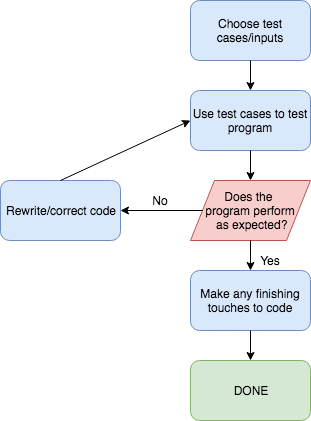 Choose test
cases/inputs
Use test cases to test
program
Does the
program perform
as expected?
No
Rewrite/correct code
Yes
Make any finishing
touches to code
DONE